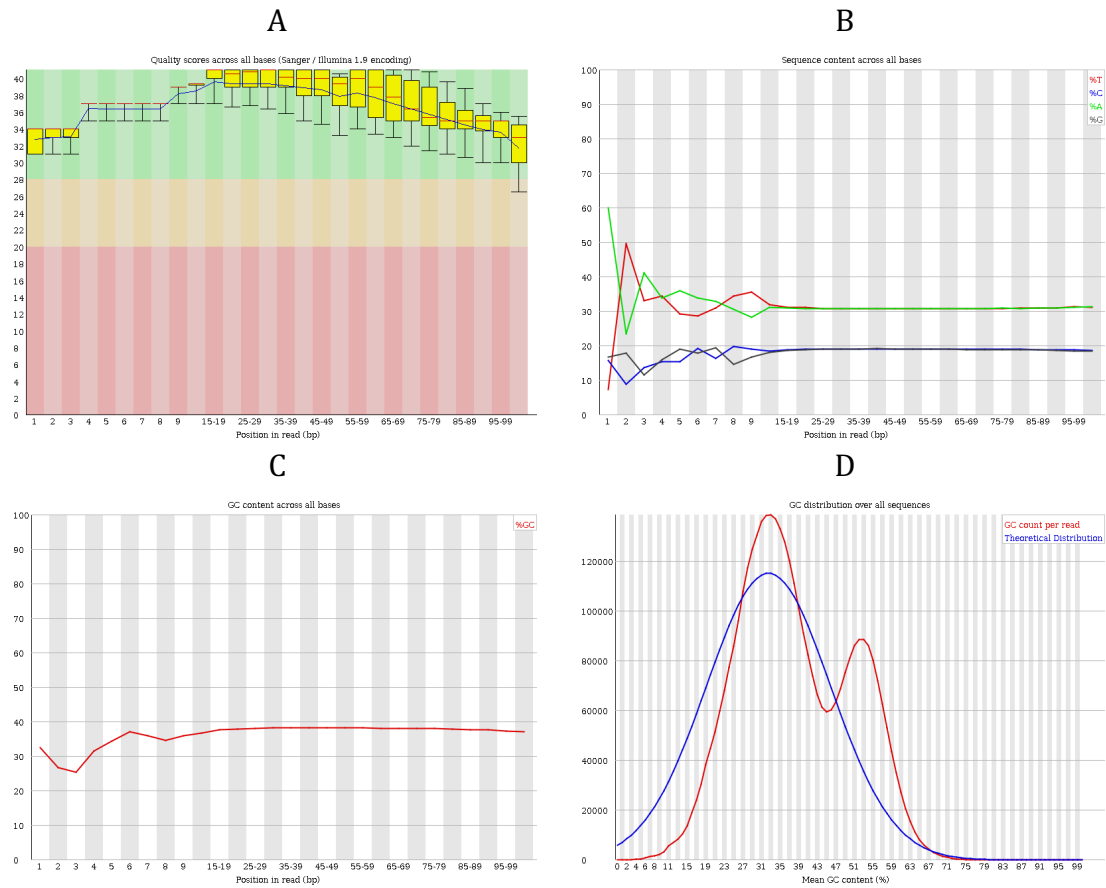 A
Quality scores across all bases (Sanger / Illumina 1.9 encoding)
40
38
36
34
32
30
28
26
24
22
20
18
16
14
12
10
8
6
4
2
0
1 2 3 4 5 6 7 8 9 15-19 25-29 35-39 45-49 55-59 65-69 75-79 85-89 95-99
Position in read (bp)
B
Sequence content across all bases
%T
%C
%A
%G
100
90
80
70
60
50
40
30
20
10
0
1 2 3 4 5 6 7 8 9 15-19 25-29 35-39 45-49 55-59 65-69 75-79 85-89 95-99
Position in read (bp)
C
GC content across all bases
%GC
100
90
80
70
60
50
40
30
20
10
0
1 2 3 4 5 6 7 8 9 15-19 25-29 35-39 45-49 55-59 65-69 75-79 85-89 95-99
Position in read (bp)
D
GC distribution over all sequences
GC count per read
Theoretical Distribution
120000
100000
80000
60000
40000
20000
0
0 2 4 6 8 11 15 19 23 27 31 35 39 43 47 51 55 59 63 67 71 75 79 83 87 91 95 99
Mean GC content (%)